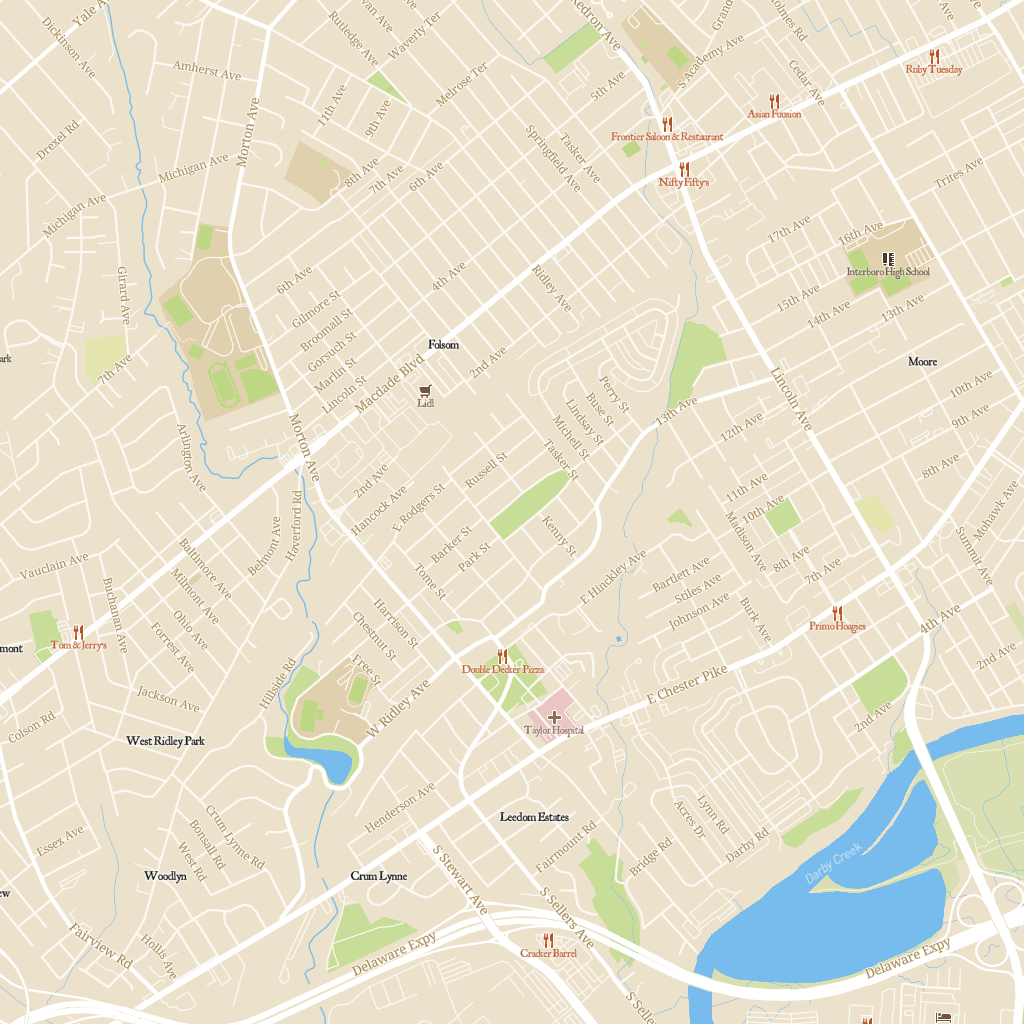 Yale A
Dickinson Ave
Rutledge Ave
van Ave
Waverly Ter
edron Ave
Grand
olmes Rd
Amherst Ave
Melrose Ter
5th Ave
S Academy Ave
Cedar Ave
Ruby Tuesday
Asian Fuusion
Frontier Saloon & Restaurant
Nifty Fifty's
Drexel Rd
Morton Ave
11th Ave
9th Ave
Springfield Ave
Tasker Ave
Michigan Ave
Michigan Ave
8th Ave
7th Ave
6th Ave
Trites Ave
17th Ave
16th Ave
Interboro High School
15th Ave
14th Ave
13th Ave
Girard Ave
6th Ave
Gilmore St
Broomall St
Gorsuch St
Marlin St
Lincoln St
4th Ave
Ridley Ave
Folsom
2nd Ave
Macdade Blvd
Lidl
ark
7th Ave
Moore
Lincoln Ave
10th Ave
9th Ave
8th Ave
Perry St
Buse St
Lindsay St
Michell St
Tasker St
13th Ave
12th Ave
11th Ave
10th Ave
Arlington Ave
Morton Ave
2nd Ave
Hancock Ave
Russell St
E Rodgers St
Barker St
Park St
Kenny St
Haverford Rd
Belmont Ave
Baltimore Ave
Milmont Ave
Ohio Ave
Forrest Ave
Vauclain Ave
Buchanan Ave
Madison Ave
8th Ave
7th Ave
Mohawk Ave
Summit Ave
E Hinckley Ave
Bartlett Ave
Stiles Ave
Johnson Ave
Burk Ave
Primo Hoagies
4th Ave
2nd Ave
2nd Ave
Tome St
Harrison St
Chestnut St
Free St
Tom & Jerry's
mont
Double Decker Pizza
Taylor Hospital
E Chester Pike
W Ridley Ave
Hillside Rd
Jackson Ave
Colson Rd
West Ridley Park
Henderson Ave
Leedom Estates
Lynn Rd
Acres Dr
Darby Rd
Bridge Rd
Fairmount Rd
Darby Creek
Essex Ave
Crum Lynne Rd
Bonsall Rd
West Rd
Woodlyn
Crum Lynne
S Stewart Ave
S Sellers Ave
ew
Fairview Rd
Hollis Ave
Delaware Expy
Cracker Barrel
Delaware Expy
S Selle